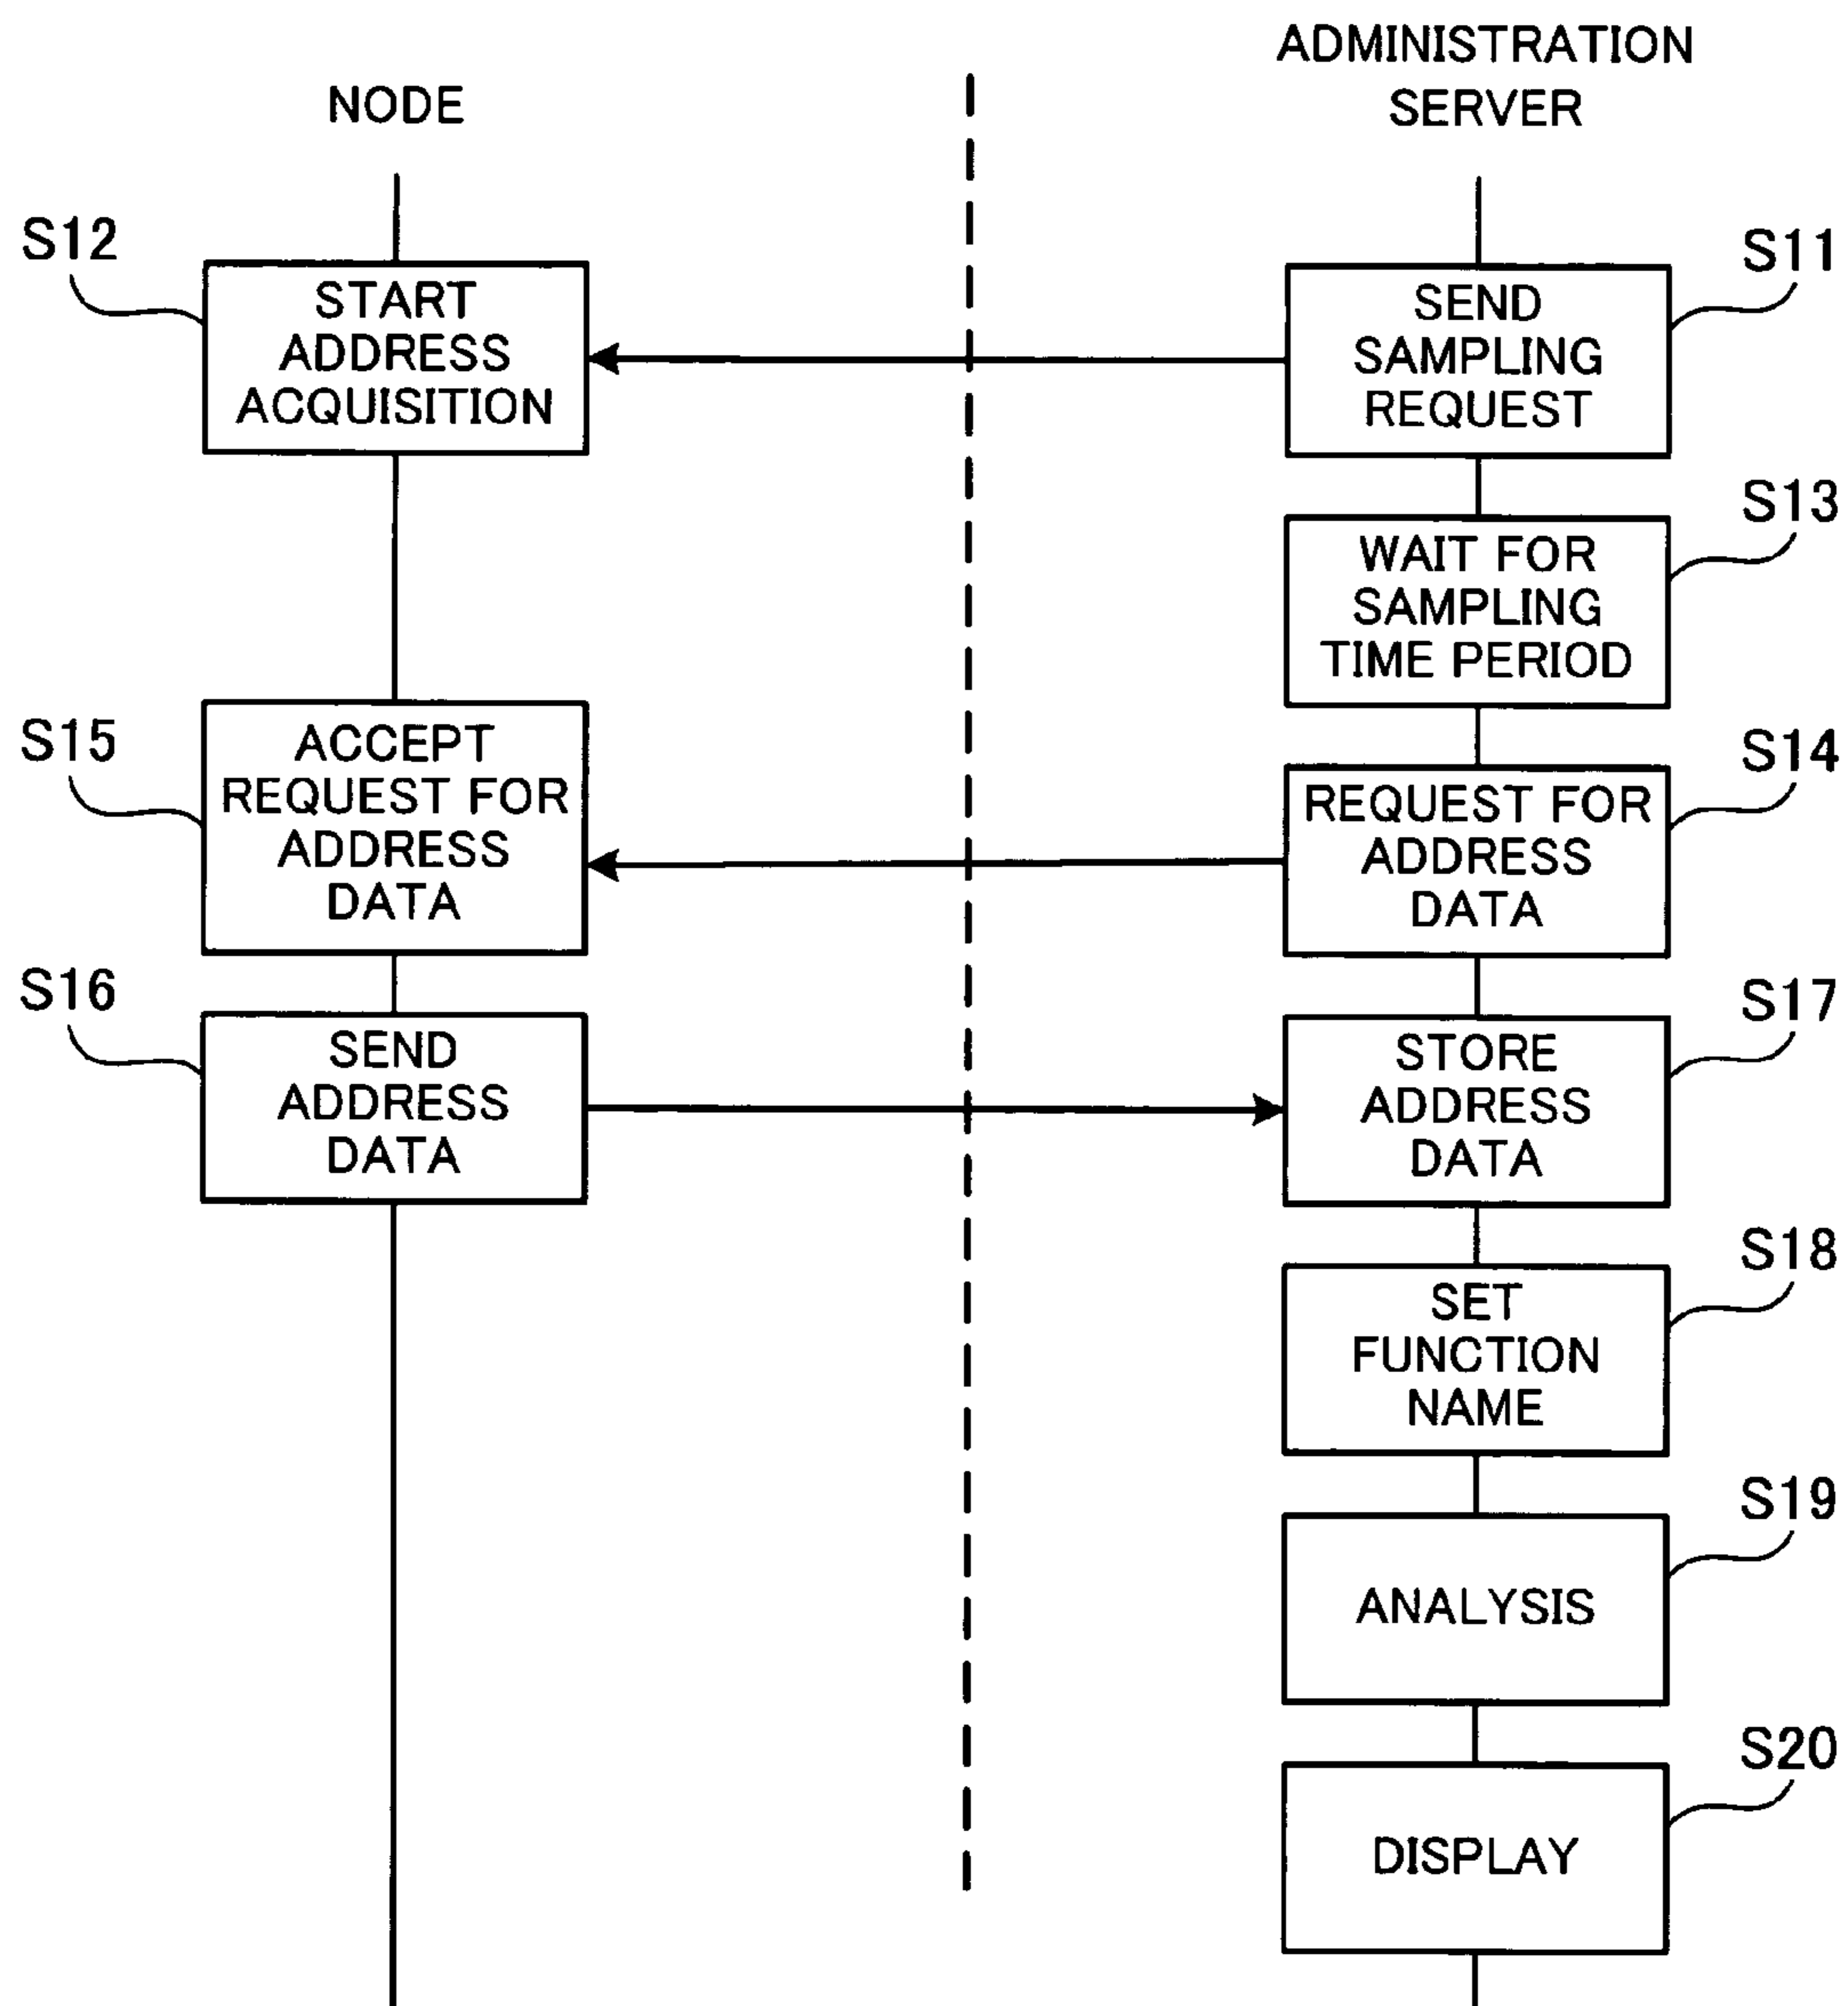 NODE
ADMINISTRATION
SERVER
S12
START
ADDRESS
ACQUISITION
S11
SEND
SAMPLING
REQUEST
S13
WAIT FOR
SAMPLING
TIME PERIOD
S15
ACCEPT
REQUEST FOR
ADDRESS
DATA
S14
REQUEST FOR
ADDRESS
DATA
S16
SEND
ADDRESS
DATA
S17
STORE
ADDRESS
DATA
S18
SET
FUNCTION
NAME
S19
ANALYSIS
S20
DISPLAY